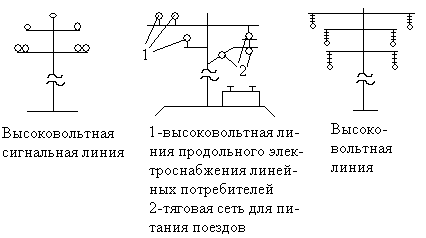 1
2
Высоковольтная
сигнальная линия
1-высоковольтная ли-
ния продольного элек-
троснабжения линей-
ных потребителей
2-тяговая сеть для пи-
тания поездов
Высоко-
вольтная
линия